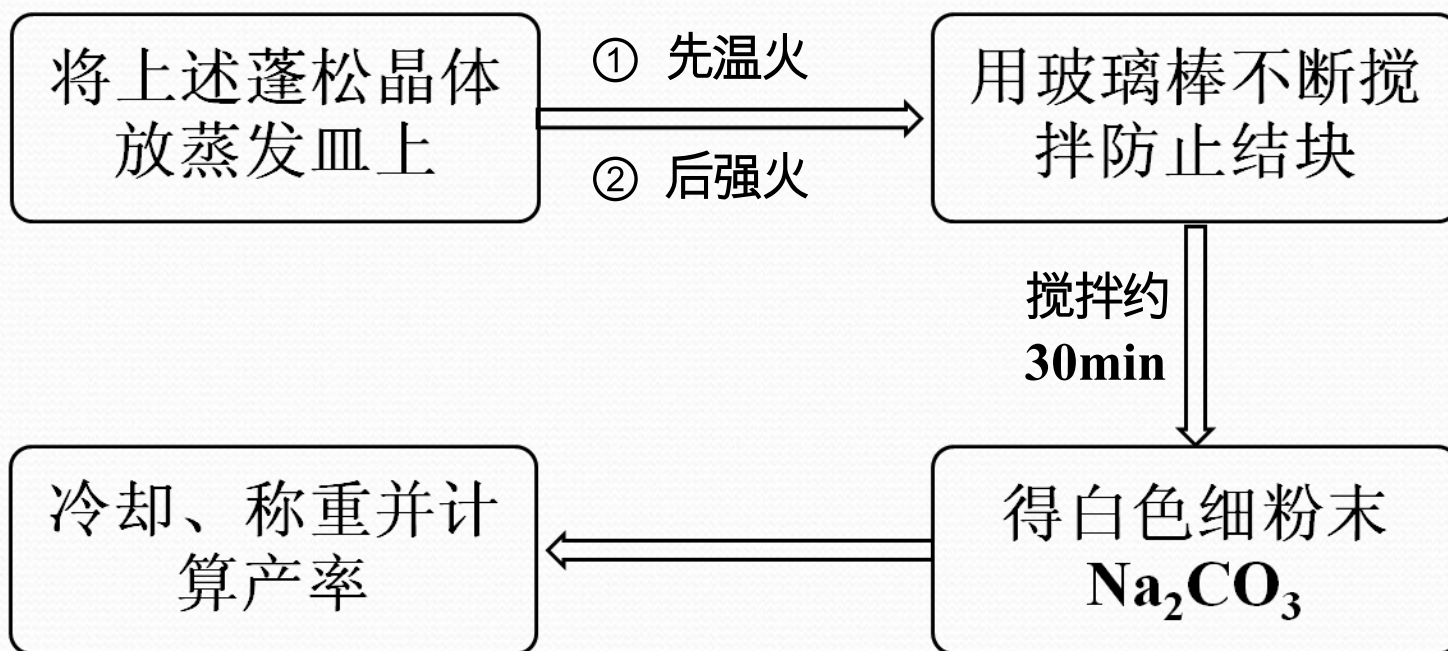 将上述蓬松晶体
放蒸发皿上
① 先温火
② 后强火
用玻璃棒不断搅
拌防止结块
搅拌约
30min
得白色细粉末
Na₂CO₃
冷却、称重并计
算产率